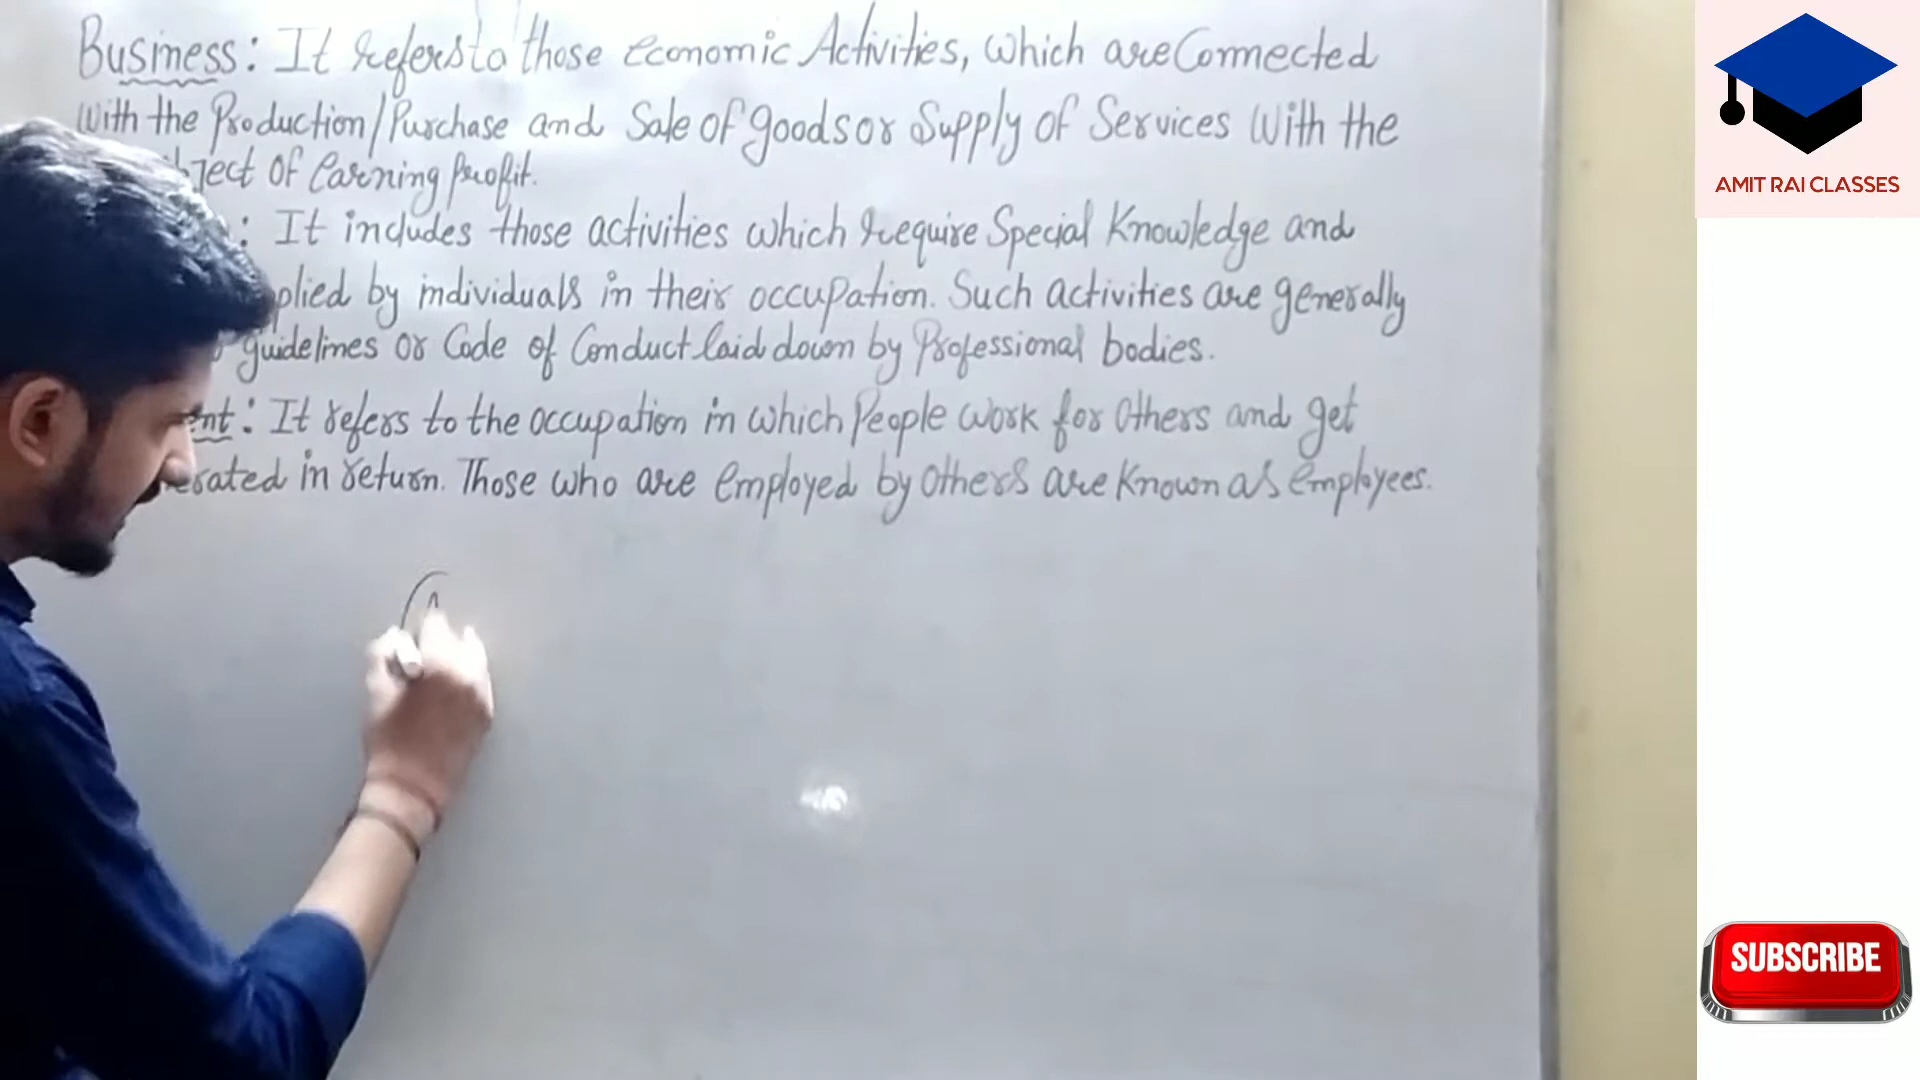 Business: It refers to those economic Activities, which are Connected
With the Production/Purchase and Sale of goods or Supply of Services With the
of earning Profit.
: It includes those activities which require Special Knowledge and
by individuals in their occupation. Such activities are generally
guidelines or Code of Conduct laid down by Professional bodies.
: It refers to the occupation in which People work for others and get
in return. Those who are employed by others are Known as employees.
AMIT RAI CLASSES
SUBSCRIBE